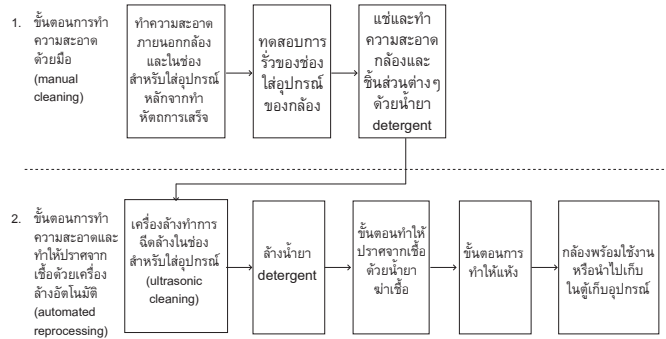 1. ขั้นตอนการทำ
ความสะอาด
ด้วยมือ
(manual
cleaning)
ทำความสะอาด
ภายนอกกล้อง
และในช่อง
สำหรับใส่อุปกรณ์
หลักจากทำ
หัตถการเสร็จ
ทดสอบการ
รั่วของช่อง
ใส่อุปกรณ์
ของกล้อง
แช่และทำ
ความสะอาด
กล้องและ
ชิ้นส่วนต่างๆ
ด้วยน้ำยา
detergent
2. ขั้นตอนการทำ
ความสะอาดและ
ทำให้ปราศจาก
เชื้อด้วยเครื่อง
ล้างอัตโนมัติ
(automated
reprocessing)
เครื่องล้างทำการ
ฉีดล้างในช่อง
สำหรับใส่อุปกรณ์
(ultrasonic
cleaning)
ล้างน้ำยา
detergent
ขั้นตอนทำให้
ปราศจากเชื้อ
ด้วยน้ำยา
ฆ่าเชื้อ
ขั้นตอนการ
ทำให้แห้ง
กล้องพร้อมใช้งาน
หรือนำไปเก็บ
ในตู้เก็บอุปกรณ์